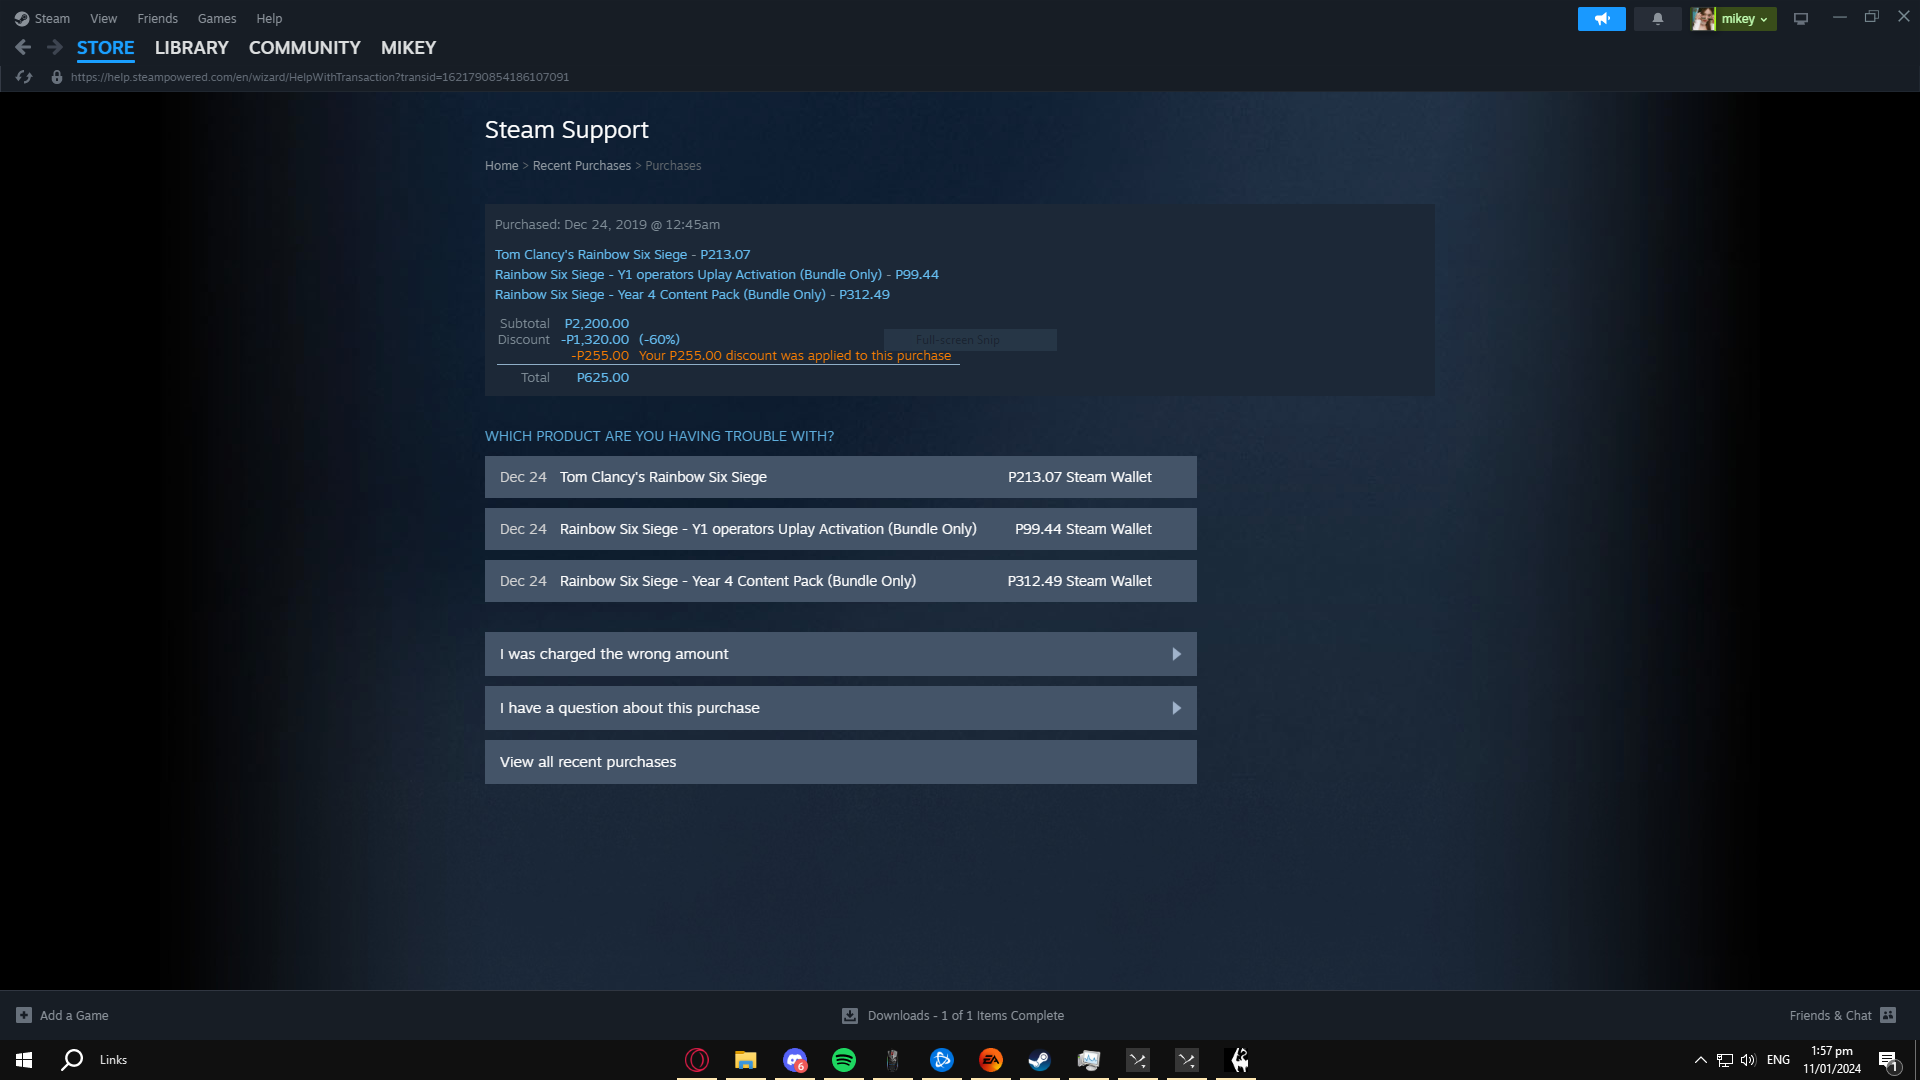 Steam View Friends Games Help
mikey
STORE LIBRARY COMMUNITY MIKEY
https://help.steampowered.com/en/wizard/HelpWithTransaction?transid=1621790854186107091
Steam Support
Home > Recent Purchases > Purchases
Purchased: Dec 24, 2019 @ 12:45am
Tom Clancy's Rainbow Six Siege - P213.07
Rainbow Six Siege - Y1 operators Uplay Activation (Bundle Only) - P99.44
Rainbow Six Siege - Year 4 Content Pack (Bundle Only) - P312.49
Subtotal P2,200.00
Discount -P1,320.00 (-60%)
Full-screen Snip
-P255.00 Your P255.00 discount was applied to this purchase
Total P625.00
WHICH PRODUCT ARE YOU HAVING TROUBLE WITH?
Dec 24 Tom Clancy's Rainbow Six Siege P213.07 Steam Wallet
Dec 24 Rainbow Six Siege - Y1 operators Uplay Activation (Bundle Only) P99.44 Steam Wallet
Dec 24 Rainbow Six Siege - Year 4 Content Pack (Bundle Only) P312.49 Steam Wallet
I was charged the wrong amount
I have a question about this purchase
View all recent purchases
Add a Game
Downloads - 1 of 1 Items Complete
Friends & Chat
Links
6
EA
ENG
1:57 pm
11/01/2024
1